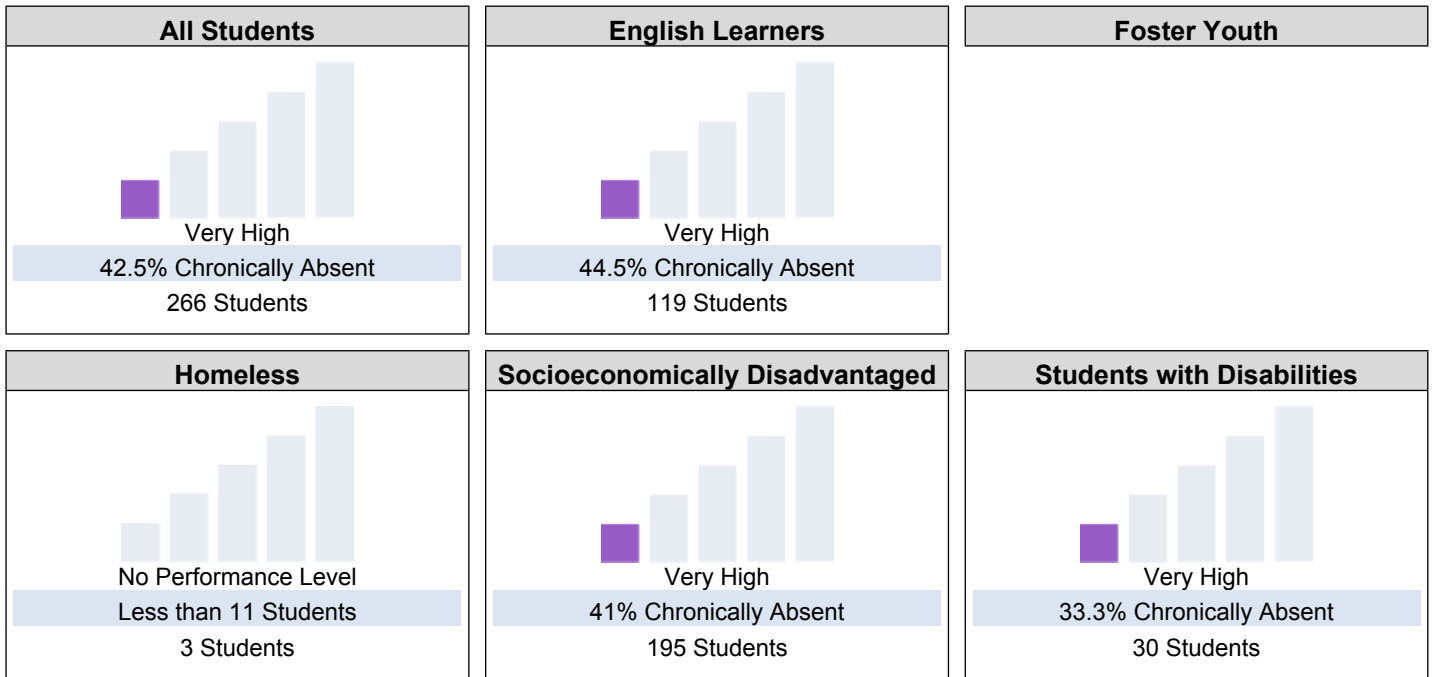 All Students
Very High
42.5% Chronically Absent
266 Students
English Learners
Very High
44.5% Chronically Absent
119 Students
Foster Youth
Homeless
No Performance Level
Less than 11 Students
3 Students
Socioeconomically Disadvantaged
Very High
41% Chronically Absent
195 Students
Students with Disabilities
Very High
33.3% Chronically Absent
30 Students